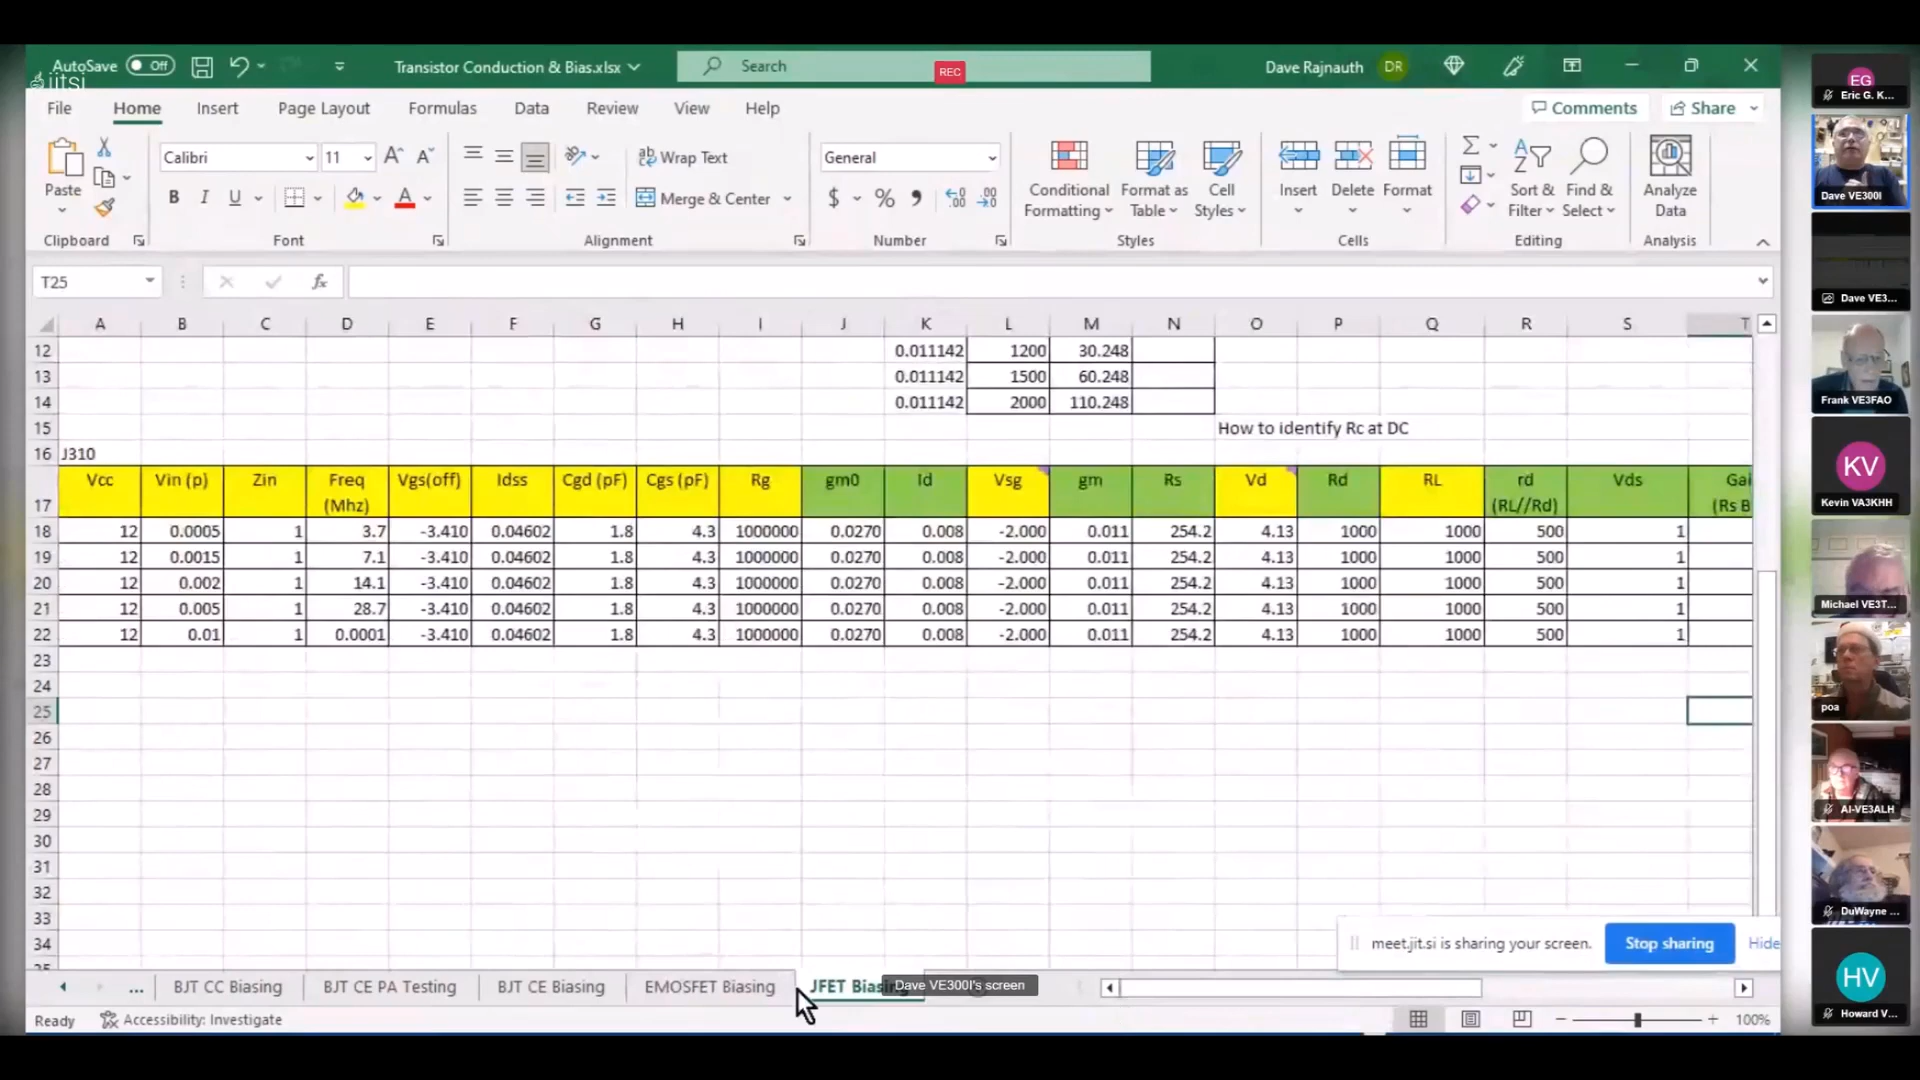 AutoSave Off Transistor Conduction & Bias.xlsx Search REC Dave Rajnauth DR
jitsi
File Home Insert Page Layout Formulas Data Review View Help Comments Share
Paste Calibri 11 Wrap Text General Conditional Formatting Format as Table Cell Styles Insert Delete Format Sort & Filter Find & Select Analyze Data
B I U Merge & Center $ % 9
Clipboard Font Alignment Number Styles Cells Editing Analysis
T25 fx
A B C D E F G H I J K L M N O P Q R S T
12 0.011142 1200 30.248
13 0.011142 1500 60.248
14 0.011142 2000 110.248
15 How to identify Rc at DC
16 J310
17 Vcc Vin (p) Zin Freq (Mhz) Vgs(off) Idss Cgd (pF) Cgs (pF) Rg gm0 Id Vsg gm Rs Vd Rd RL rd (RL//Rd) Vds Gai (Rs B
18 12 0.0005 1 3.7 -3.410 0.04602 1.8 4.3 1000000 0.0270 0.008 -2.000 0.011 254.2 4.13 1000 1000 500 1
19 12 0.0015 1 7.1 -3.410 0.04602 1.8 4.3 1000000 0.0270 0.008 -2.000 0.011 254.2 4.13 1000 1000 500 1
20 12 0.002 1 14.1 -3.410 0.04602 1.8 4.3 1000000 0.0270 0.008 -2.000 0.011 254.2 4.13 1000 1000 500 1
21 12 0.005 1 28.7 -3.410 0.04602 1.8 4.3 1000000 0.0270 0.008 -2.000 0.011 254.2 4.13 1000 1000 500 1
22 12 0.01 1 0.0001 -3.410 0.04602 1.8 4.3 1000000 0.0270 0.008 -2.000 0.011 254.2 4.13 1000 1000 500 1
23
24
25
26
27
28
29
30
31
32
33
34
meet.jit.si is sharing your screen. Stop sharing Hide
... BJT CC Biasing BJT CE PA Testing BJT CE Biasing EMOSFET Biasing JFET Bias Dave VE300I's screen
Ready Accessibility: Investigate 100%
EG
Eric G. K...
Dave VE300I
Dave VE3...
Frank VE3FAO
KV
Kevin VA3KHH
Michael VE3T...
poa
Al-VE3ALH
DuWayne ...
HV
Howard V...